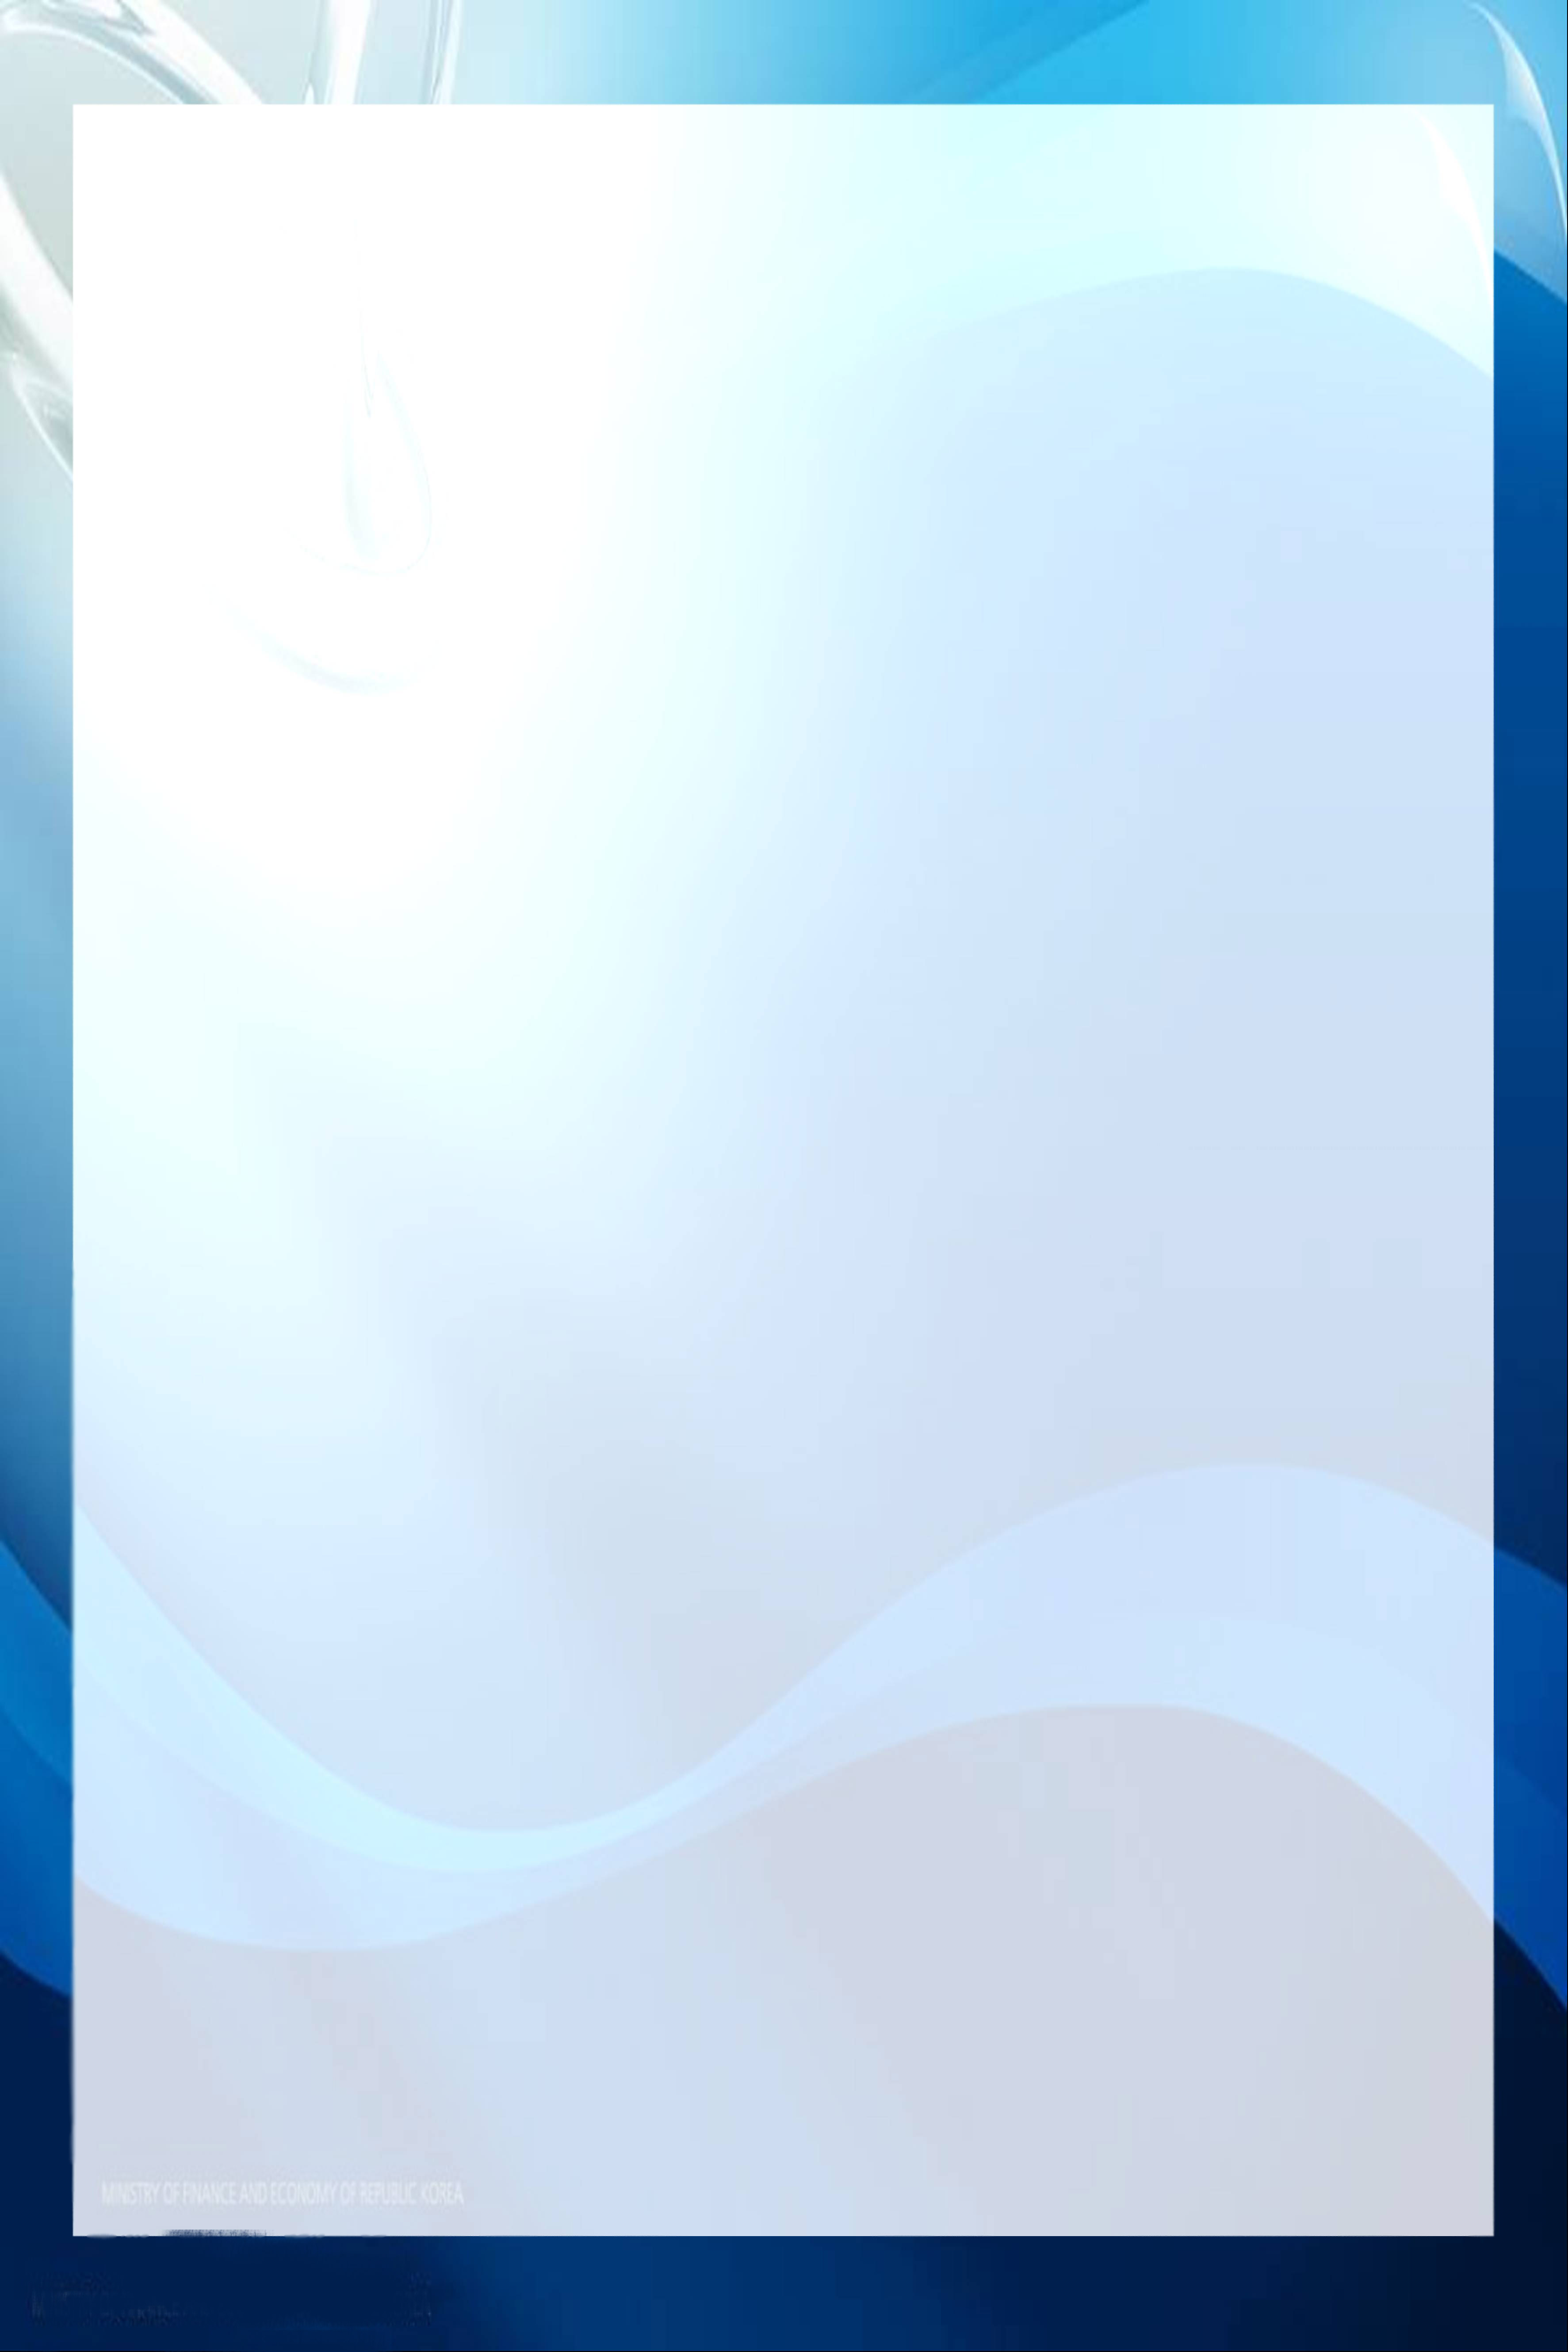 MINISTRY OF FINANCE AND ECONOMY OF REPUBLIC KOREA